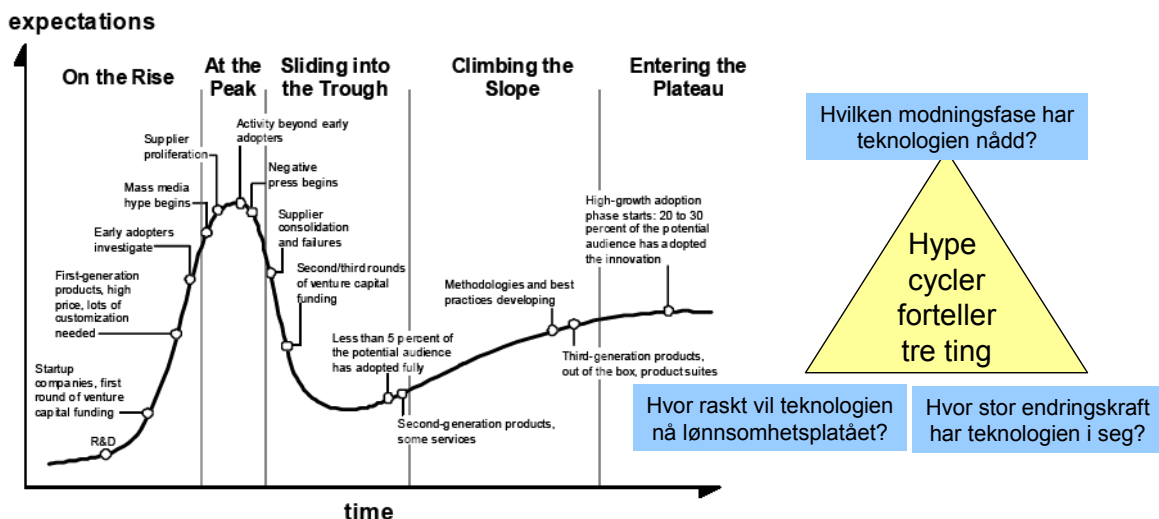 expectations
On the Rise
At the
Peak
Sliding into
the Trough
Climbing the
Slope
Entering the
Plateau
Activity beyond early
adopters
Supplier
proliferation
Negative
press begins
Mass media
hype begins
Supplier
consolidation
and failures
Early adopters
investigate
Second/third rounds
of venture capital
funding
First-generation
products, high
price, lots of
customization
needed
Less than 5 percent of
the potential audience
has adopted fully
Startup
companies, first
round of venture
capital funding
R&D
Second-generation products,
some services
Methodologies and best
practices developing
Third-generation products,
out of the box, product suites
High-growth adoption
phase starts: 20 to 30
percent of the potential
audience has adopted
the innovation
time
Hvilken modningsfase har
teknologien nådd?
Hype
cycler
forteller
tre ting
Hvor raskt vil teknologien
nå lønnsomhetsplatået?
Hvor stor endringskraft
har teknologien i seg?